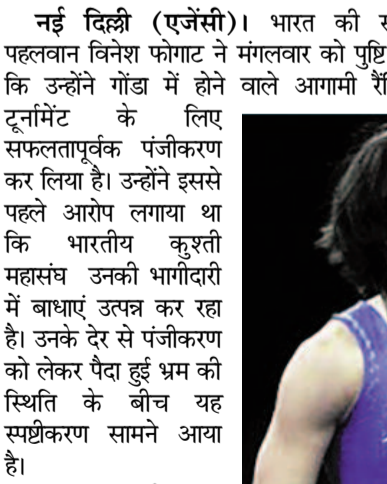 नई दिल्ली (एजेंसी)। भारत की
पहलवान विनेश फोगाट ने मंगलवार को पुष्टि
कि उन्होंने गोंडा में होने वाले आगामी
टूर्नामेंट के लिए
सफलतापूर्वक पंजीकरण
कर लिया है। उन्होंने इससे
पहले आरोप लगाया था
कि भारतीय कुश्ती
महासंघ उनकी भागीदारी
में बाधाएं उत्पन्न कर रहा
है। उनके देर से पंजीकरण
को लेकर पैदा हुई भ्रम की
स्थिति के बीच यह
स्पष्टीकरण सामने आया
है।